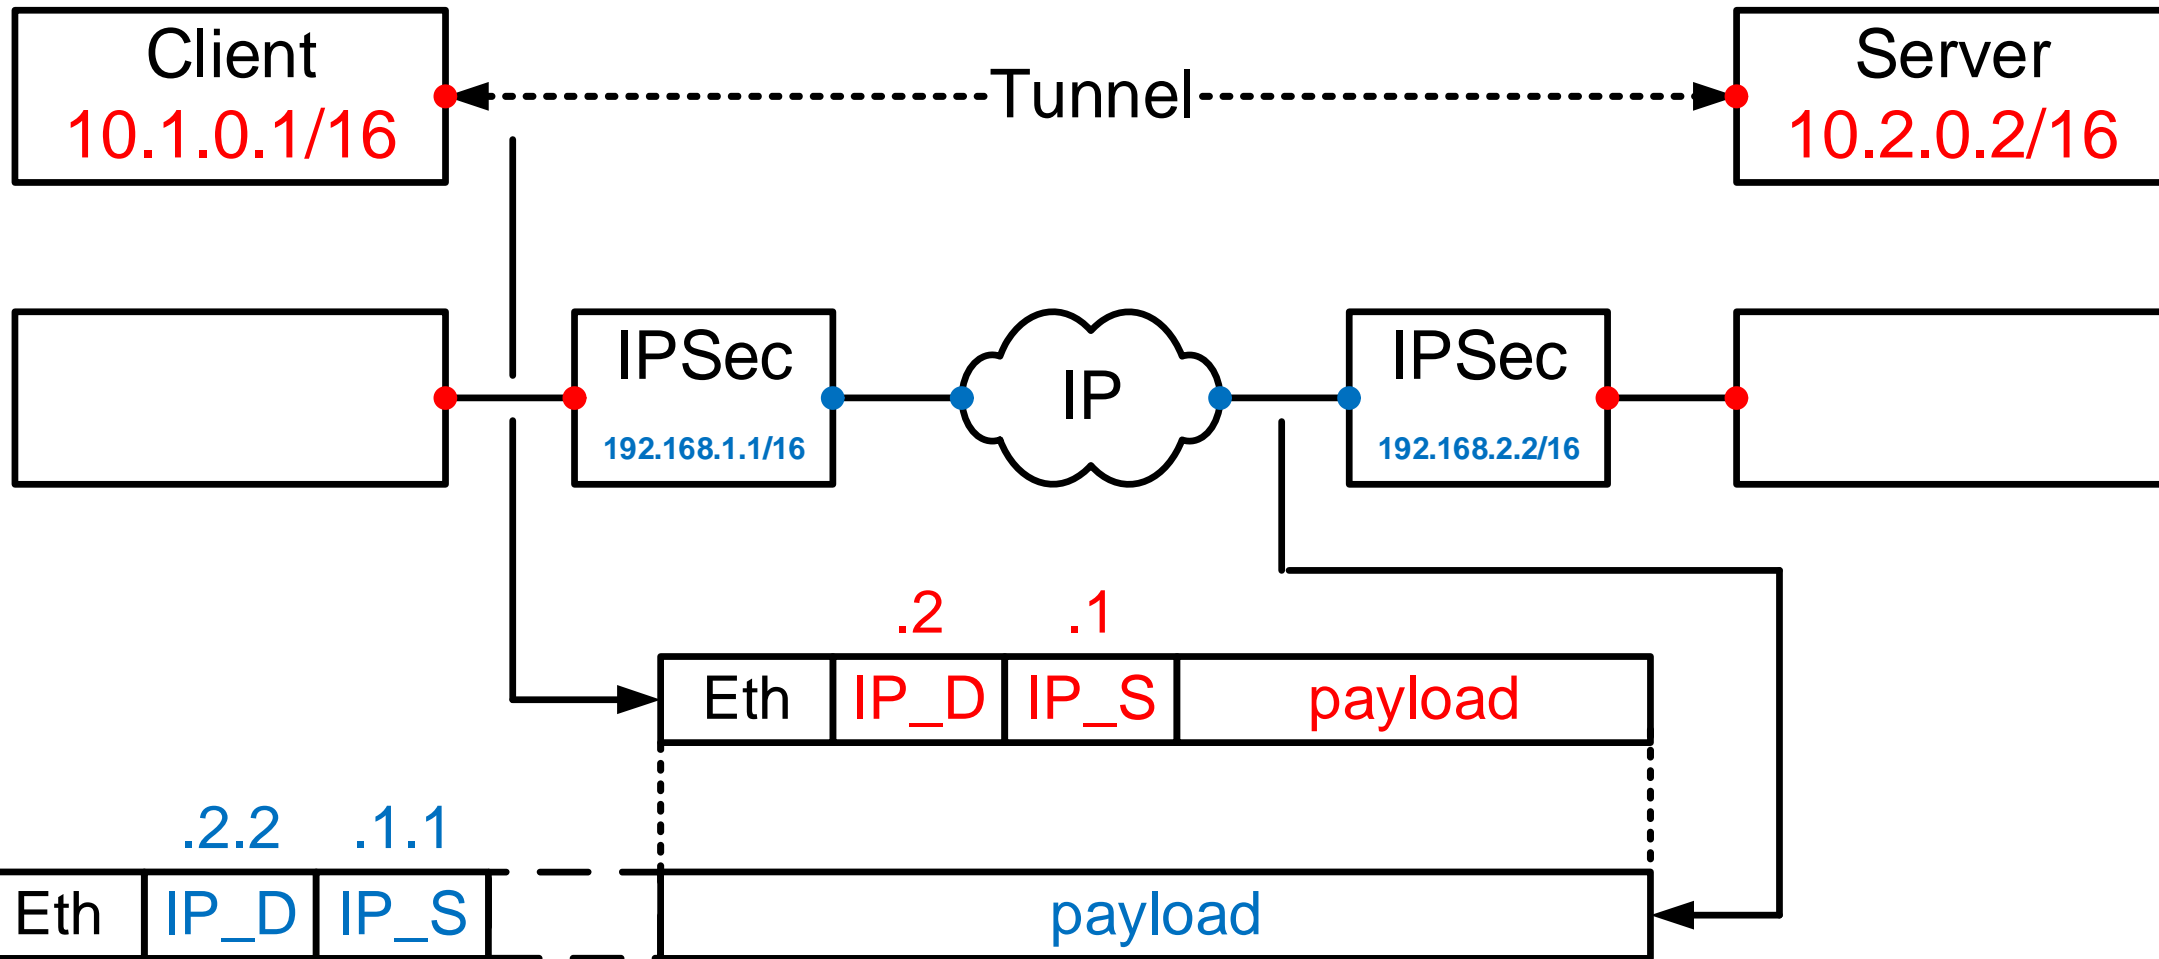 Client
10.1.0.1/16
Tunnel
Server
10.2.0.2/16
IPSec
192.168.1.1/16
IP
IPSec
192.168.2.2/16
.2 .1
Eth IP_D IP_S payload
.2.2 .1.1
Eth IP_D IP_S payload